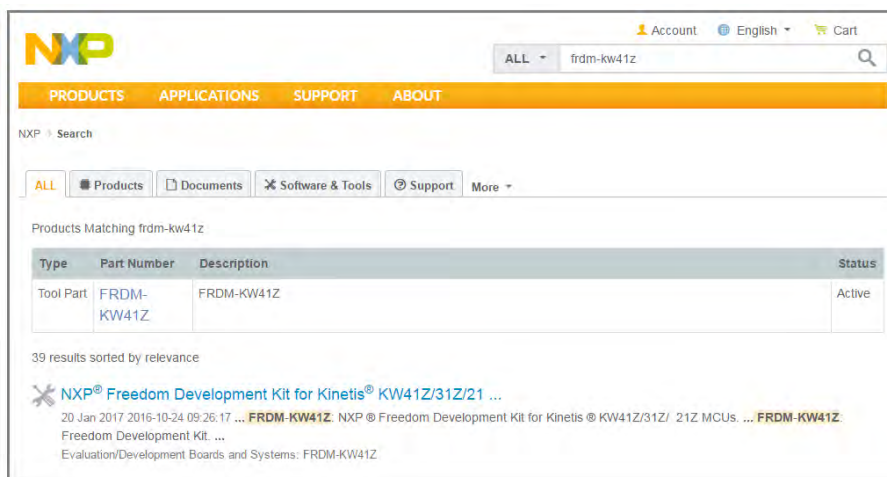 NXP
Account English Cart
ALL frdm-kw41z
PRODUCTS APPLICATIONS SUPPORT ABOUT
NXP › Search
ALL Products Documents Software & Tools Support More
Products Matching frdm-kw41z
Type Part Number Description Status
Tool Part FRDM- FRDM-KW41Z Active
KW41Z
39 results sorted by relevance
NXP® Freedom Development Kit for Kinetis® KW41Z/31Z/21 ...
20 Jan 2017 2016-10-24 09:26:17 ... FRDM-KW41Z: NXP ® Freedom Development Kit for Kinetis ® KW41Z/31Z/ 21Z MCUs. ... FRDM-KW41Z:
Freedom Development Kit. ...
Evaluation/Development Boards and Systems: FRDM-KW41Z